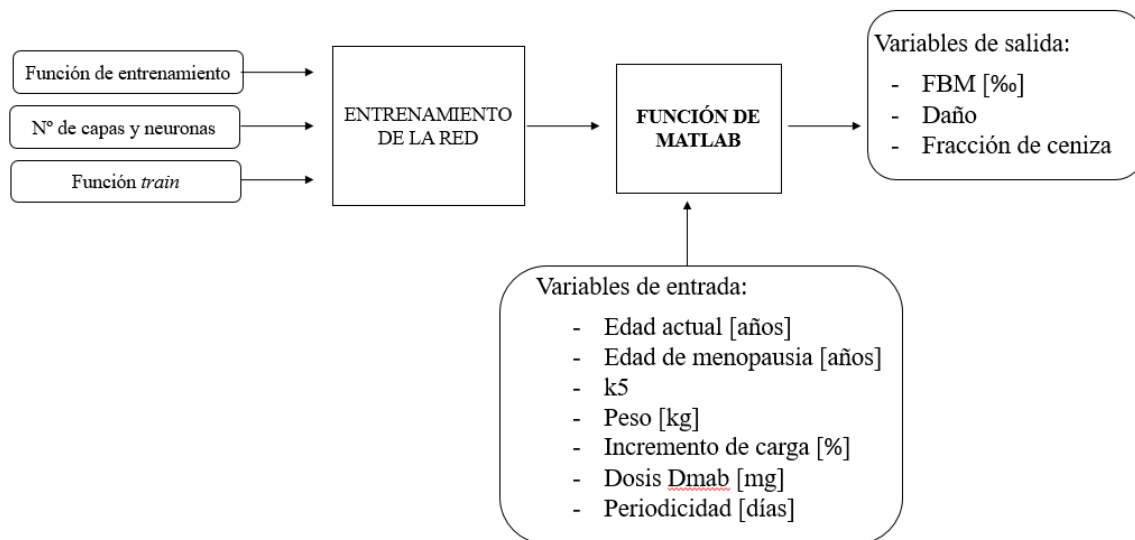 Función de entrenamiento
Nº de capas y neuronas
Función train
ENTRENAMIENTO
DE LA RED
FUNCIÓN DE
MATLAB
Variables de salida:
- FBM [‰]
- Daño
- Fracción de ceniza
Variables de entrada:
- Edad actual [años]
- Edad de menopausia [años]
- k5
- Peso [kg]
- Incremento de carga [%]
- Dosis Dmab [mg]
- Periodicidad [días]